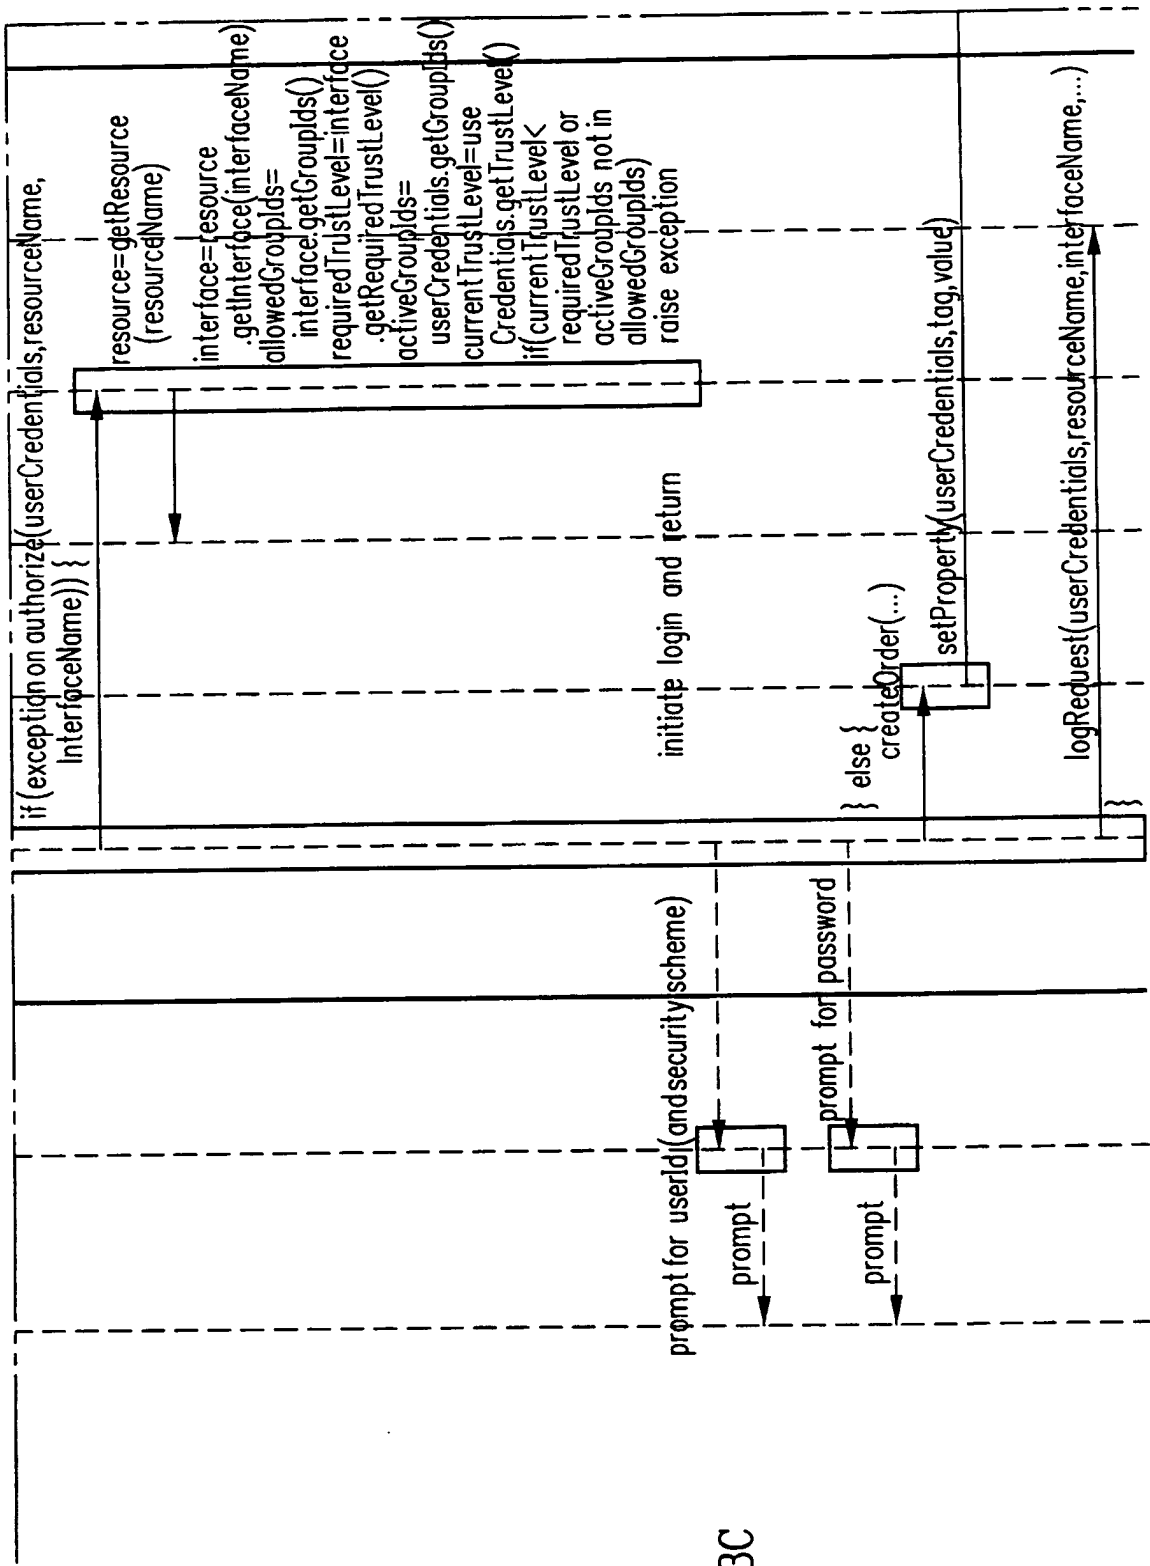 if(exception on authorize(userCredentials,resourceName,
InterfaceName)) {
resource=getResource
(resourceName)
interface=resource
.getInterface(interfaceName)
allowedGroupIds=
interface.getGroupIds()
requiredTrustLevel=interface
.getRequiredTrustLevel()
activeGroupIds=
userCredentials.getGroupIds()
currentTrustLevel=use
Credentials.getTrustLevel()
if(currentTrustLevel<
requiredTrustLevel or
activeGroupIds not in
allowedGroupIds)
raise exception
initiate login and return
prompt for userId (and security scheme)
prompt
prompt for password
prompt
} else {
createOrder(...)
setProperty(userCredentials,tag,value)
logRequest(userCredentials,resourceName,interfaceName,...)
}
3C